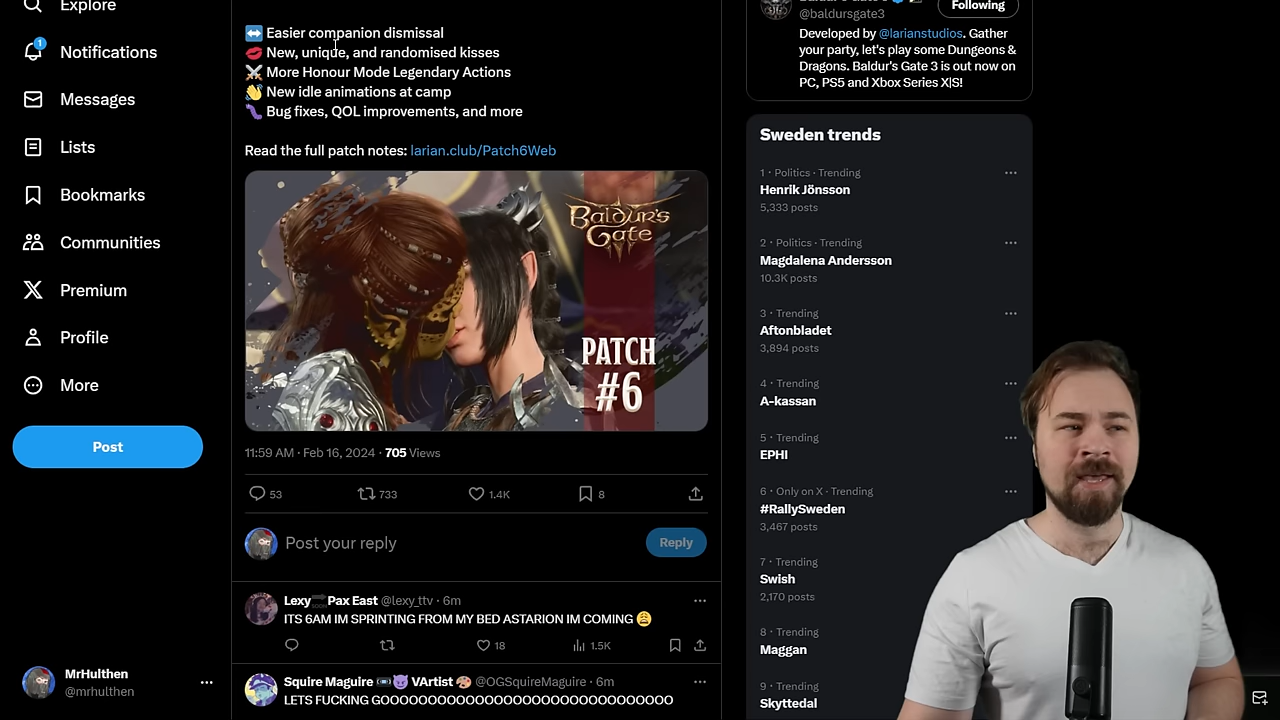 Explore
1
Notifications
Messages
Lists
Bookmarks
Communities
Premium
Profile
More
Post
MrHulthen
@mrhulthen
Easier companion dismissal
New, unique, and randomised kisses
More Honour Mode Legendary Actions
New idle animations at camp
Bug fixes, QOL improvements, and more
Read the full patch notes: larian.club/Patch6Web
BALDUR'S
GATE
PATCH
#6
11:59 AM · Feb 16, 2024 · 705 Views
53
733
1.4K
8
Post your reply
Reply
Lexy Pax East @lexy_ttv · 6m
ITS 6AM IM SPRINTING FROM MY BED ASTARION IM COMING 😩
18
1.5K
Squire Maguire VArtist @OGSquireMaguire · 6m
@baldursgate3
Following
Developed by @larianstudios. Gather
your party, let's play some Dungeons &
Dragons. Baldur's Gate 3 is out now on
PC, PS5 and Xbox Series X|S!
Sweden trends
1 · Politics · Trending
Henrik Jönsson
5,333 posts
2 · Politics · Trending
Magdalena Andersson
10.3K posts
3 · Trending
Aftonbladet
3,894 posts
4 · Trending
A-kassan
5 · Trending
EPHI
6 · Only on X · Trending
#RallySweden
3,467 posts
7 · Trending
Swish
2,170 posts
8 · Trending
Maggan
9 · Trending
Skyttedal